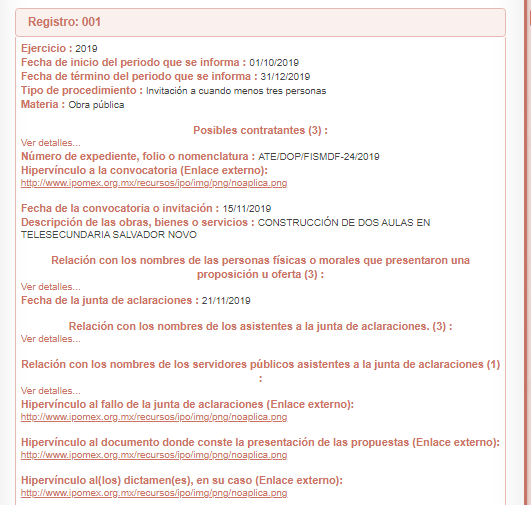 Registro: 001
Ejercicio : 2019
Fecha de inicio del periodo que se informa : 01/10/2019
Fecha de término del periodo que se informa : 31/12/2019
Tipo de procedimiento : Invitación a cuando menos tres personas
Materia : Obra pública
Posibles contratantes (3) :
Ver detalles...
Número de expediente, folio o nomenclatura : ATE/DOP/FISMDF-24/2019
Hipervínculo a la convocatoria (Enlace externo):
http://www.ipomex.org.mx/recursos/ipo/img/png/noaplica.png
Fecha de la convocatoria o invitación : 15/11/2019
Descripción de las obras, bienes o servicios : CONSTRUCCIÓN DE DOS AULAS EN
TELESECUNDARIA SALVADOR NOVO
Relación con los nombres de las personas físicas o morales que presentaron una
proposición u oferta (3) :
Ver detalles...
Fecha de la junta de aclaraciones : 21/11/2019
Relación con los nombres de los asistentes a la junta de aclaraciones. (3) :
Ver detalles...
Relación con los nombres de los servidores públicos asistentes a la junta de aclaraciones (1)
:
Ver detalles...
Hipervínculo al fallo de la junta de aclaraciones (Enlace externo):
http://www.ipomex.org.mx/recursos/ipo/img/png/noaplica.png
Hipervínculo al documento donde conste la presentación de las propuestas (Enlace externo):
http://www.ipomex.org.mx/recursos/ipo/img/png/noaplica.png
Hipervínculo al(los) dictamen(es), en su caso (Enlace externo):
http://www.ipomex.org.mx/recursos/ipo/img/png/noaplica.png